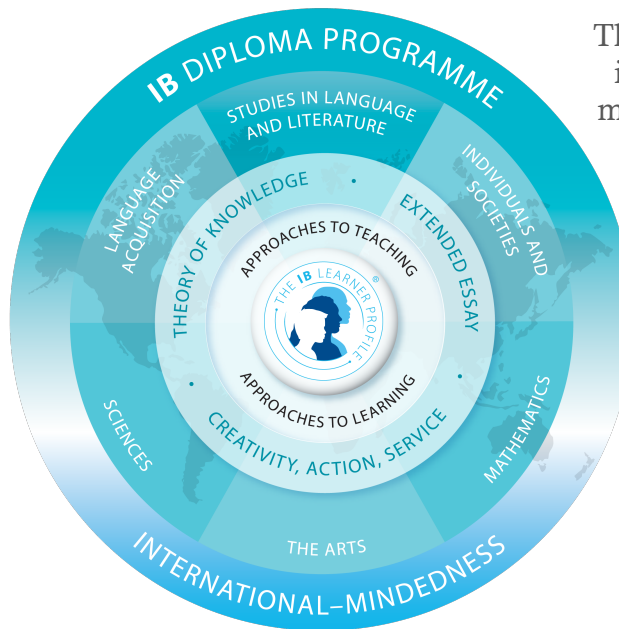 IB DIPLOMA PROGRAMME
STUDIES IN LANGUAGE
AND LITERATURE
LANGUAGE
ACQUISITION
INDIVIDUALS AND
SOCIETIES
THEORY OF KNOWLEDGE
EXTENDED ESSAY
APPROACHES TO TEACHING
THE IB LEARNER PROFILE®
APPROACHES TO LEARNING
CREATIVITY, ACTION, SERVICE
SCIENCES
MATHEMATICS
THE ARTS
INTERNATIONAL–MINDEDNESS